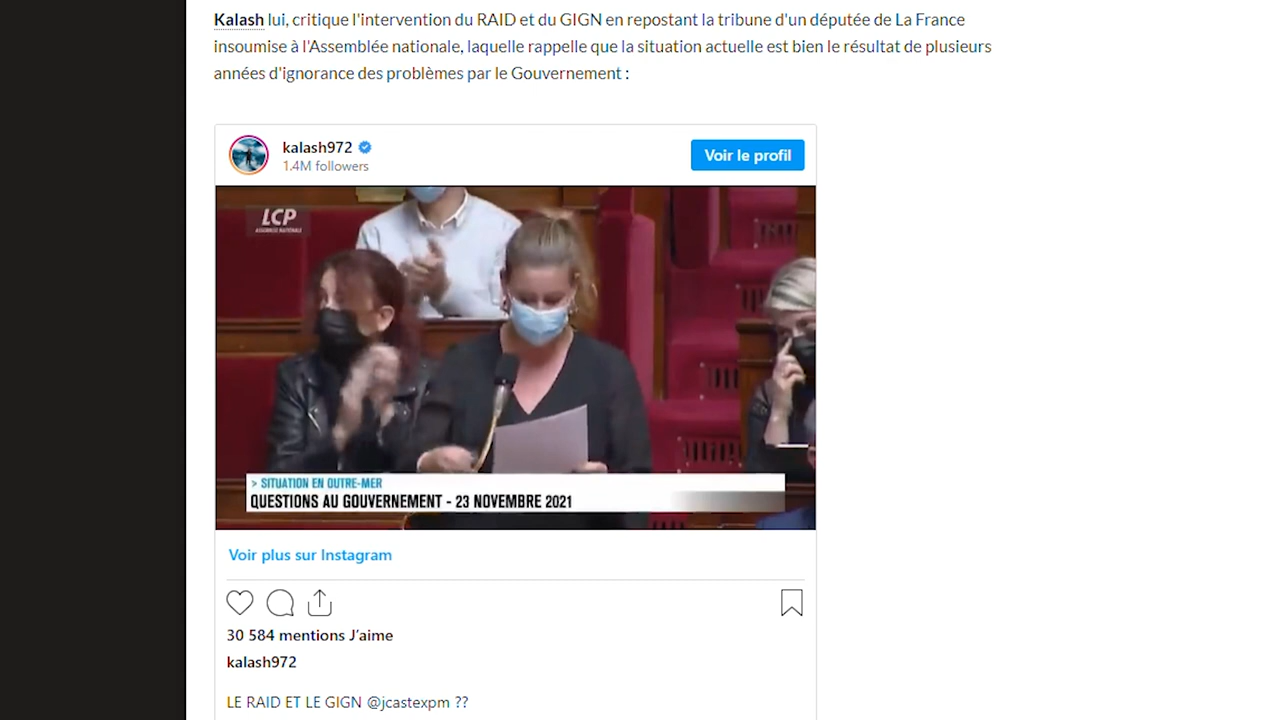 Kalash lui, critique l'intervention du RAID et du GIGN en repostant la tribune d'un députée de La France
insoumise à l'Assemblée nationale, laquelle rappelle que la situation actuelle est bien le résultat de plusieurs
années d'ignorance des problèmes par le Gouvernement :
kalash972
1.4M followers
Voir le profil
LCP
ASSEMBLÉE NATIONALE
> SITUATION EN OUTRE-MER
QUESTIONS AU GOUVERNEMENT - 23 NOVEMBRE 2021
Voir plus sur Instagram
30 584 mentions J'aime
kalash972
LE RAID ET LE GIGN @jcastexpm ??